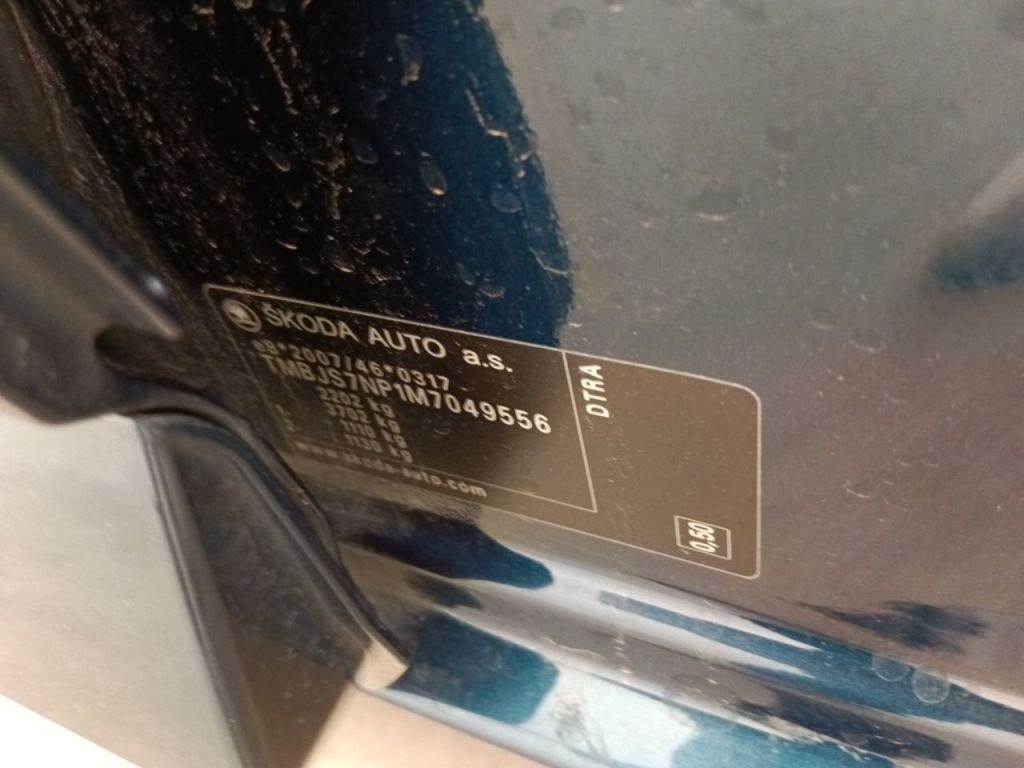 ŠKODA AUTO a.s.
e8*2007/46*0317
TMBJS7NP1M7049556
2202 kg
3702 kg
1110 kg
1130 kg
www.skoda-auto.com
DTRA
0,50